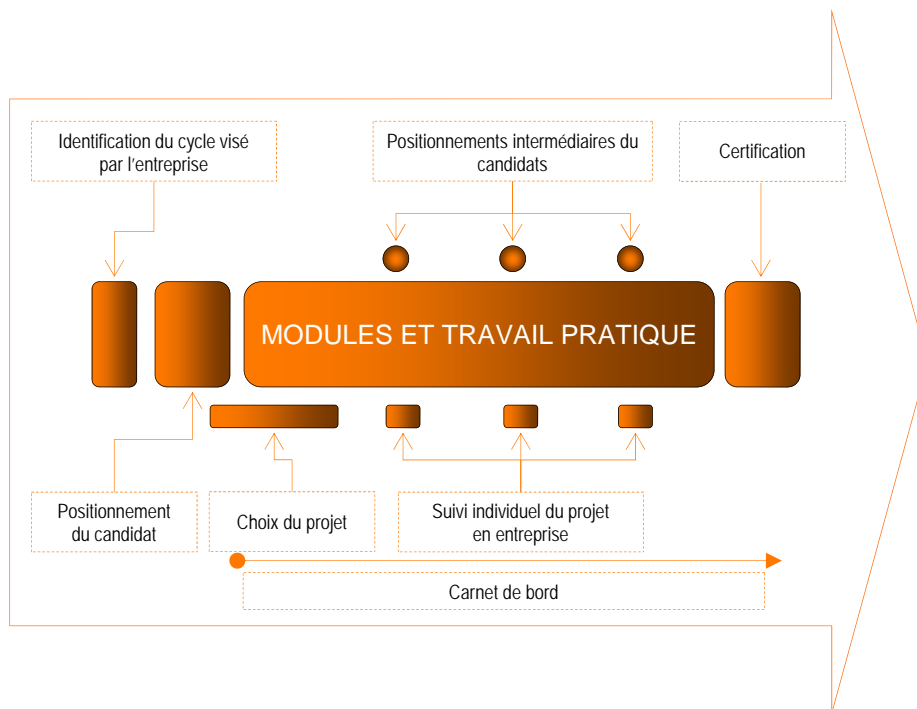 Identification du cycle visé
par l'entreprise
Positionnements intermédiaires du
candidats
Certification
MODULES ET TRAVAIL PRATIQUE
Positionnement
du candidat
Choix du projet
Suivi individuel du projet
en entreprise
Carnet de bord